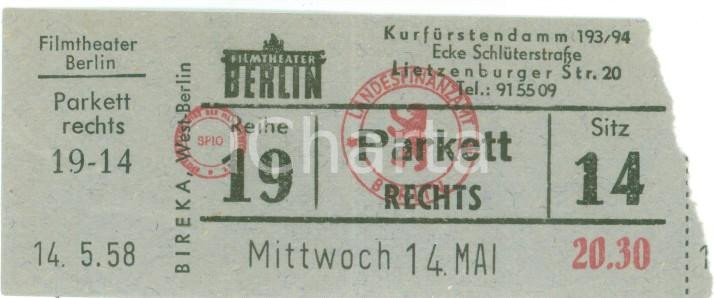 Filmtheater
Berlin
Parkett
rechts
19-14
14. 5.58
BIREKA, West-Berlin
FILMTHEATER
BERLIN
Kurfürstendamm 193/94
Ecke Schlüterstraße
Lietzenburger Str. 20
Tel.: 91 55 09
Reihe
19
SPIO
LANDESFINANZAMT
Parkett
RECHTS
Sitz
14
Mittwoch 14. MAI
20.30
1
Charta